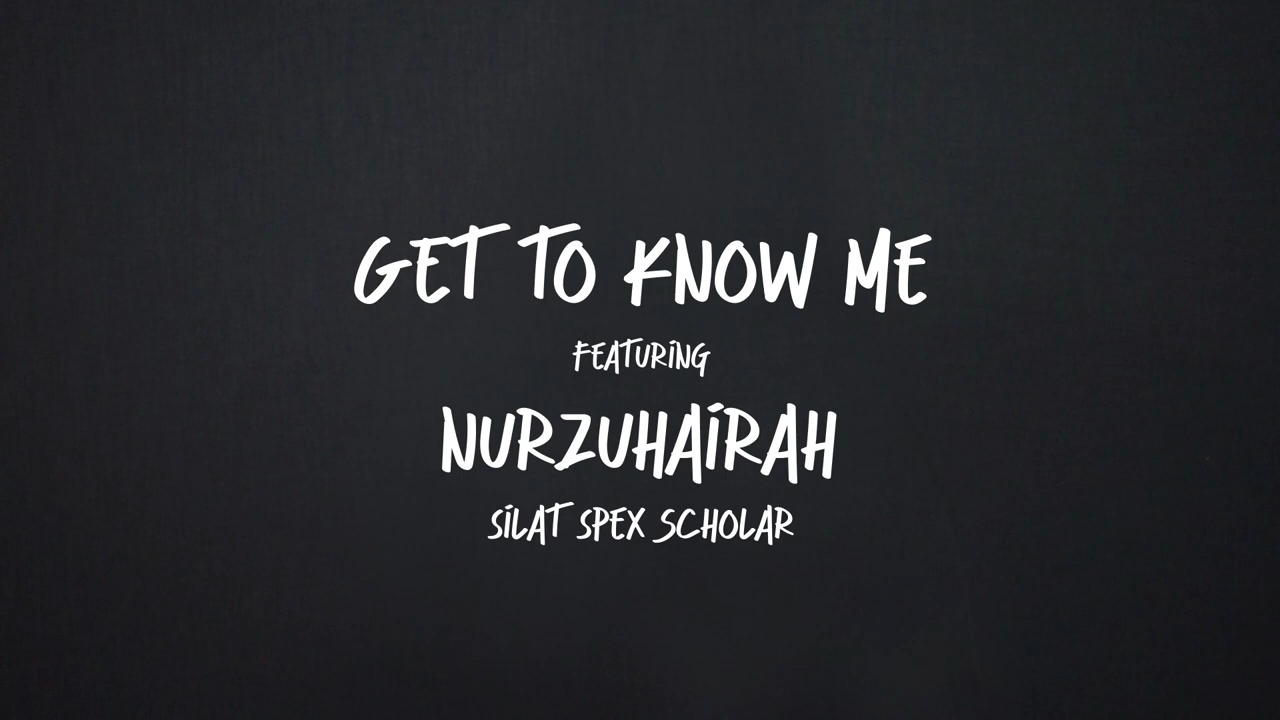 GET TO KNOW ME
FEATURING
NURZUHAIRAH
SILAT SPEX SCHOLAR